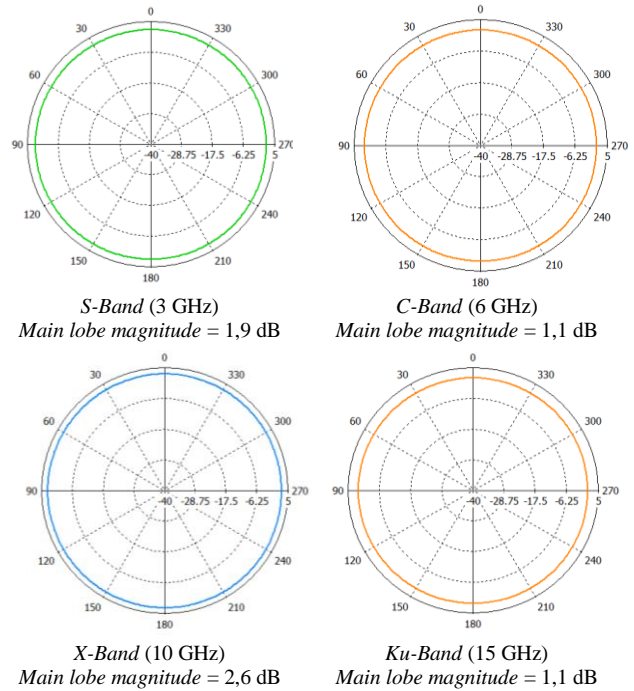 0
30 330
60 300
90 -40 -28.75 -17.5 -6.25 5 270
120 240
150 210
180
S-Band (3 GHz)
Main lobe magnitude = 1,9 dB
0
30 330
60 300
90 -40 -28.75 -17.5 -6.25 5 270
120 240
150 210
180
C-Band (6 GHz)
Main lobe magnitude = 1,1 dB
0
30 330
60 300
90 -40 -28.75 -17.5 -6.25 5 270
120 240
150 210
180
X-Band (10 GHz)
Main lobe magnitude = 2,6 dB
0
30 330
60 300
90 -40 -28.75 -17.5 -6.25 5 270
120 240
150 210
180
Ku-Band (15 GHz)
Main lobe magnitude = 1,1 dB